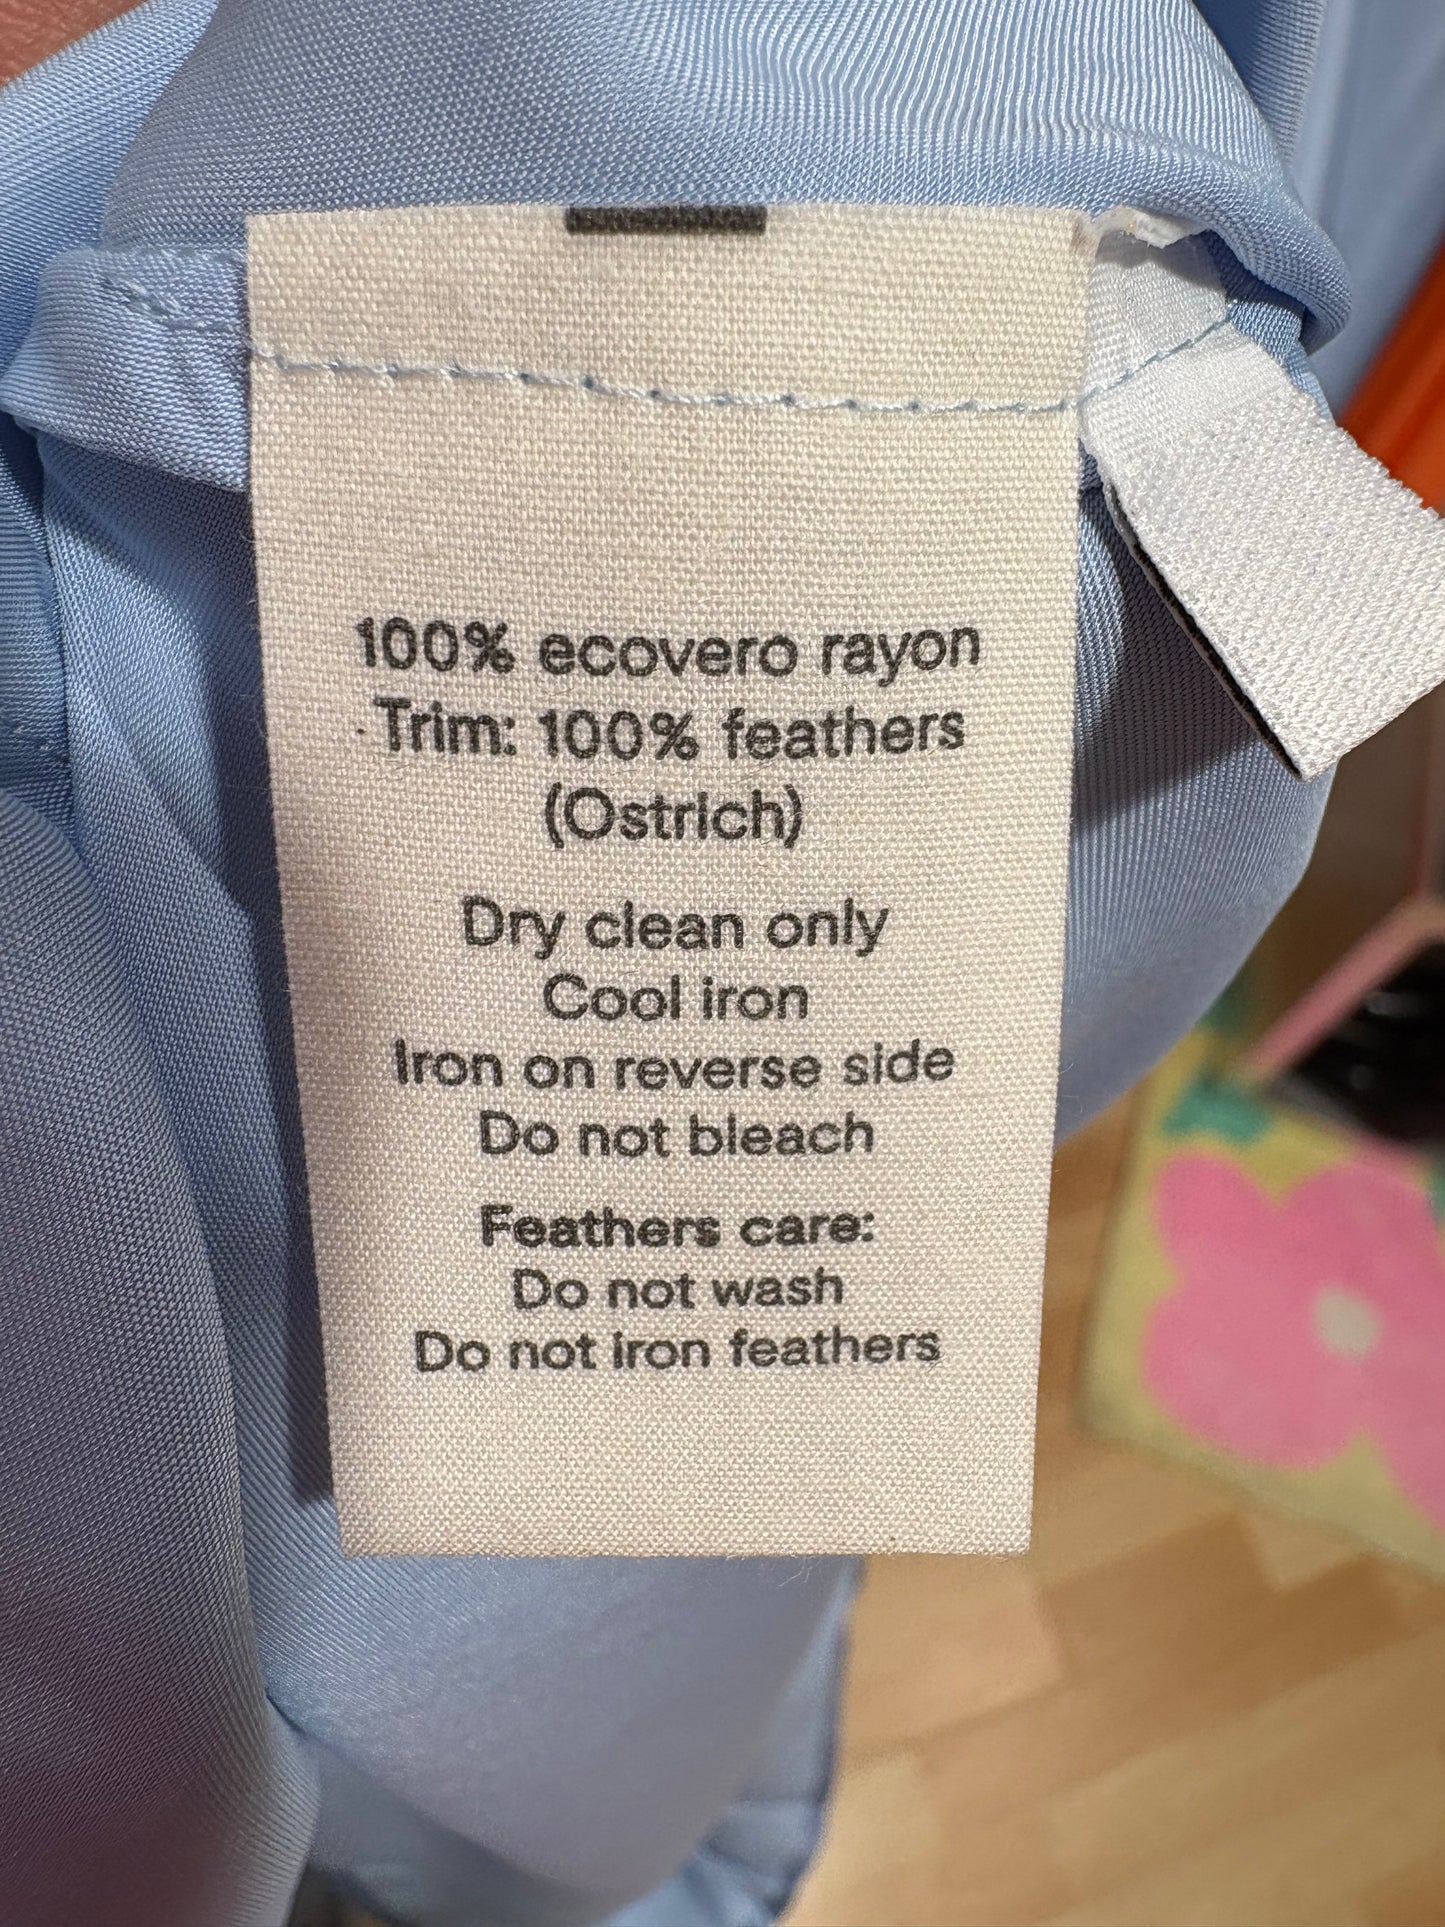 100% ecovero rayon
Trim: 100% feathers
(Ostrich)
Dry clean only
Cool iron
Iron on reverse side
Do not bleach
Feathers care:
Do not wash
Do not iron feathers